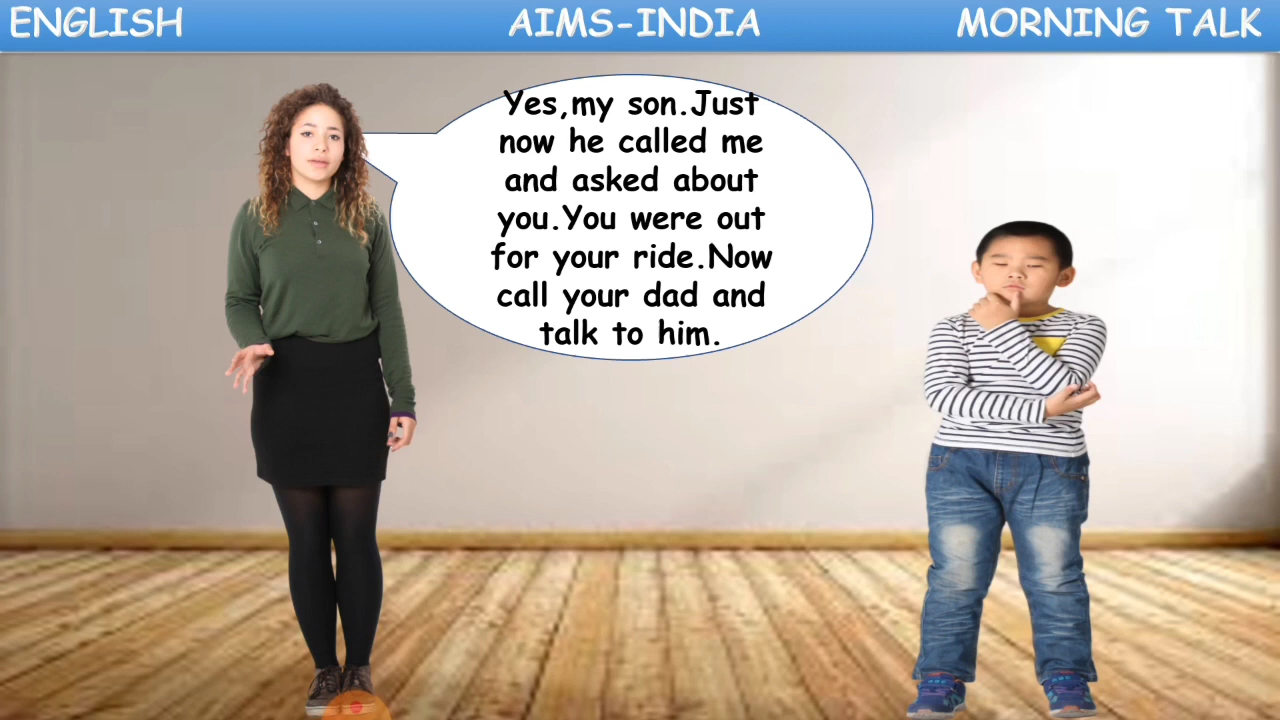 ENGLISH AIMS-INDIA MORNING TALK
Yes,my son.Just
now he called me
and asked about
you.You were out
for your ride.Now
call your dad and
talk to him.